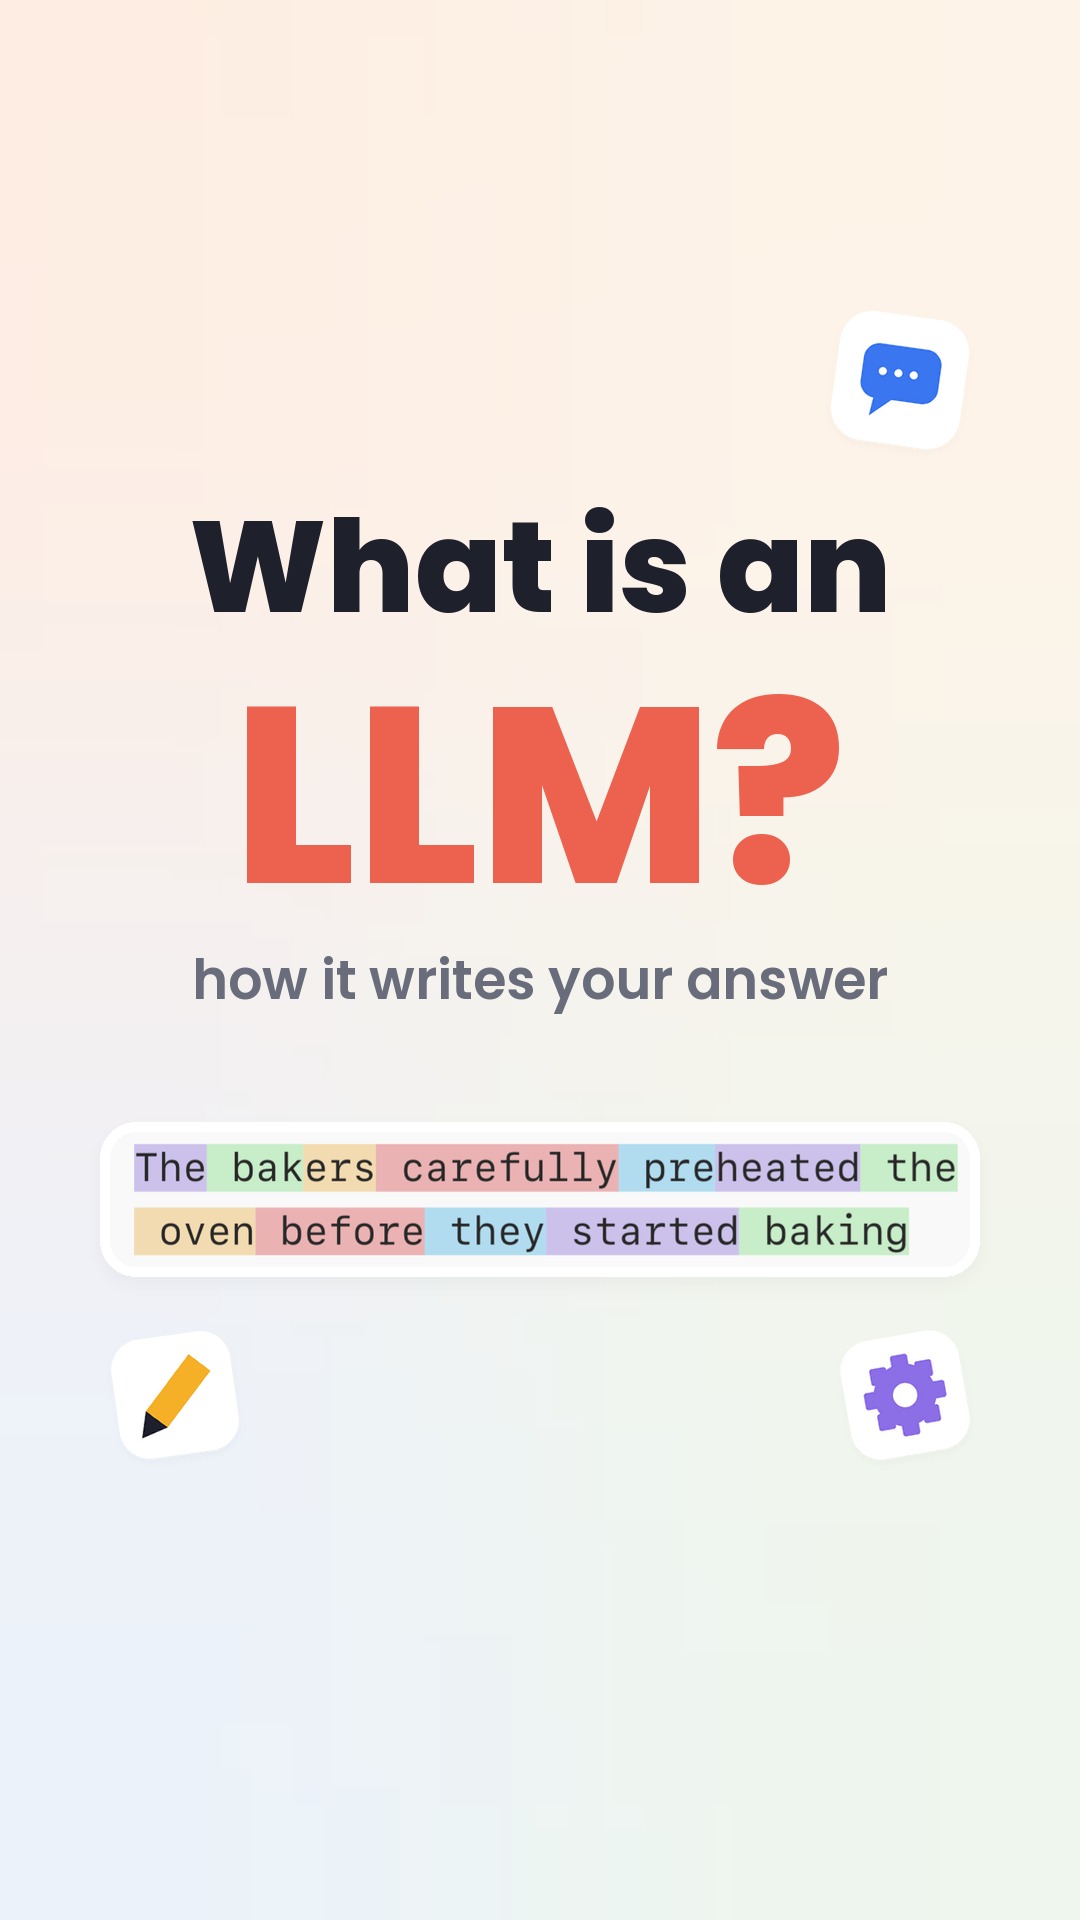 What is an
LLM?
how it writes your answer
The bakers carefully preheated the
oven before they started baking